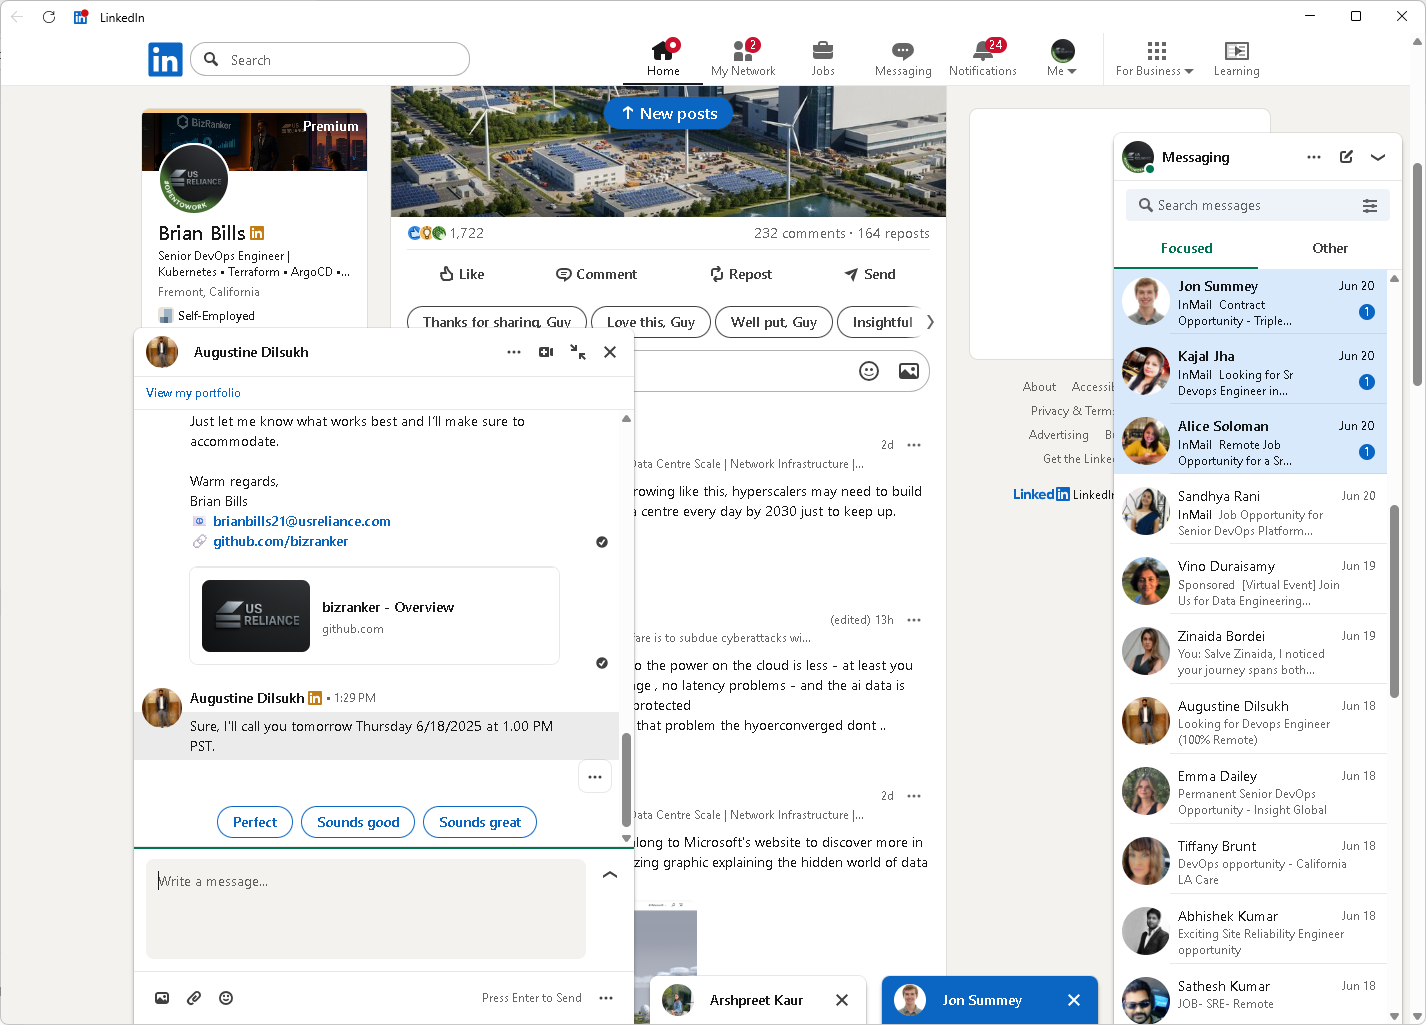 LinkedIn
in
Search
Home
2
My Network
Jobs
Messaging
24
Notifications
Me
For Business
Learning
BizRanker
Premium
US
RELIANCE
#OPENTOWORK
Brian Bills
Senior DevOps Engineer |
Kubernetes • Terraform • ArgoCD •...
Fremont, California
Self-Employed
New posts
1,722
232 comments · 164 reposts
Like
Comment
Repost
Send
Thanks for sharing, Guy
Love this, Guy
Well put, Guy
Insightful
2d
Data Centre Scale | Network Infrastructure |...
rowing like this, hyperscalers may need to build
a centre every day by 2030 just to keep up.
(edited) 13h
fare is to subdue cyberattacks wi...
o the power on the cloud is less - at least you
ge , no latency problems - and the ai data is
protected
that problem the hyoerconverged dont ..
2d
Data Centre Scale | Network Infrastructure |...
long to Microsoft's website to discover more in
zing graphic explaining the hidden world of data
About
Accessib
Privacy & Terms
Advertising
Bu
Get the Linke
LinkedIn
LinkedIn
Augustine Dilsukh
View my portfolio
Just let me know what works best and I'll make sure to
accommodate.
Warm regards,
Brian Bills
brianbills21@usreliance.com
github.com/bizranker
US
RELIANCE
bizranker - Overview
github.com
Augustine Dilsukh in • 1:29 PM
Sure, I'll call you tomorrow Thursday 6/18/2025 at 1.00 PM
PST.
Perfect
Sounds good
Sounds great
Write a message...
Press Enter to Send
Arshpreet Kaur
Jon Summey
Messaging
Search messages
Focused
Other
Jon Summey
Jun 20
InMail Contract
Opportunity - Triple...
1
Kajal Jha
Jun 20
InMail Looking for Sr
Devops Engineer in...
1
Alice Soloman
Jun 20
InMail Remote Job
Opportunity for a Sr...
1
Sandhya Rani
Jun 20
InMail Job Opportunity for
Senior DevOps Platform...
Vino Duraisamy
Jun 19
Sponsored [Virtual Event] Join
Us for Data Engineering...
Zinaida Bordei
Jun 19
You: Salve Zinaida, I noticed
your journey spans both...
Augustine Dilsukh
Jun 18
Looking for Devops Engineer
(100% Remote)
Emma Dailey
Jun 18
Permanent Senior DevOps
Opportunity - Insight Global
Tiffany Brunt
Jun 18
DevOps opportunity - California
LA Care
Abhishek Kumar
Jun 18
Exciting Site Reliability Engineer
opportunity
Sathesh Kumar
Jun 18
JOB- SRE- Remote